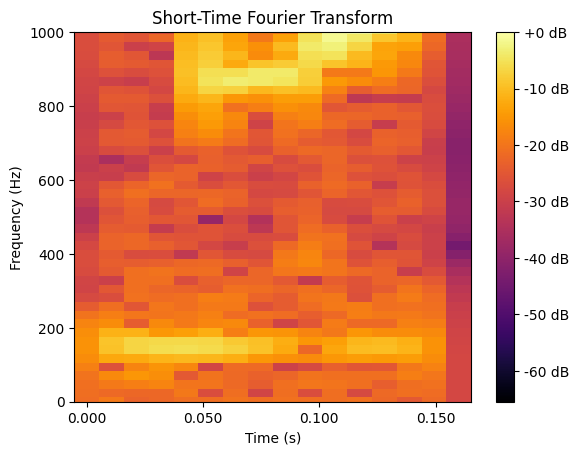 Short-Time Fourier Transform
1000
800
600
400
200
0
Frequency (Hz)
0.000
0.050
0.100
0.150
Time (s)
+0 dB
-10 dB
-20 dB
-30 dB
-40 dB
-50 dB
-60 dB